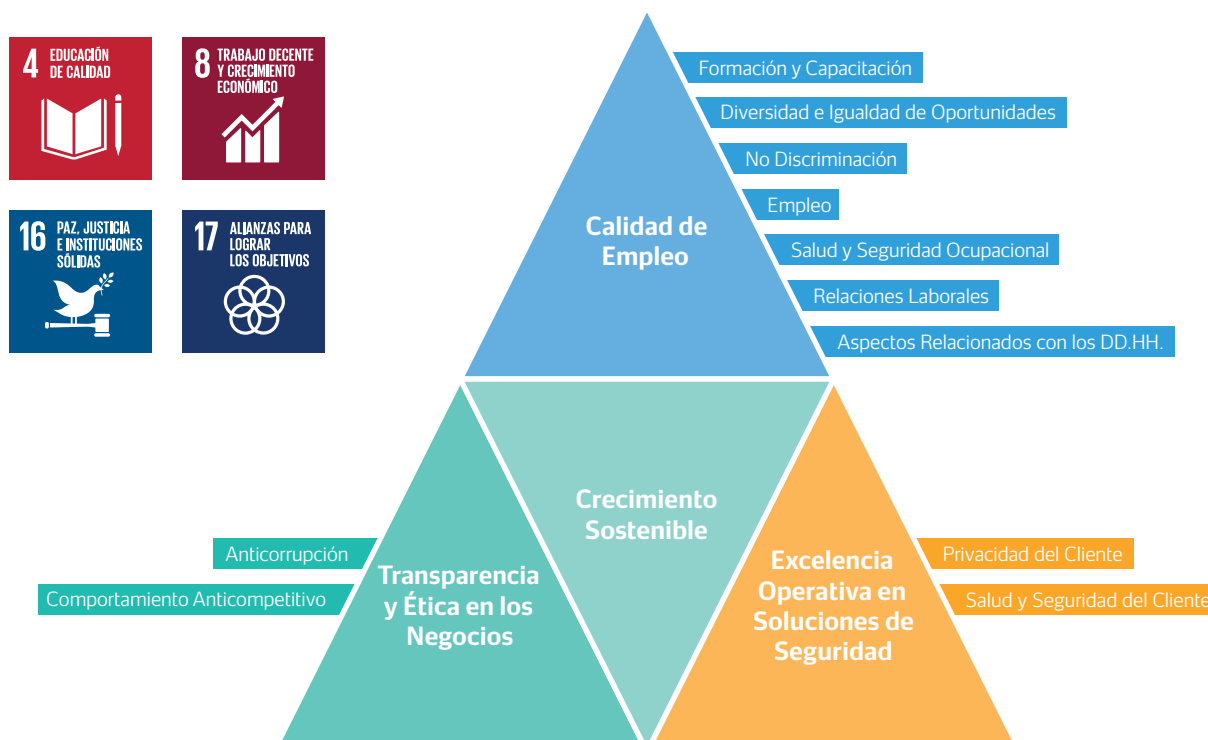 4 EDUCACIÓN
DE CALIDAD
8 TRABAJO DECENTE
Y CRECIMIENTO
ECONÓMICO
16 PAZ, JUSTICIA
E INSTITUCIONES
SÓLIDAS
17 ALIANZAS PARA
LOGRAR
LOS OBJETIVOS
Formación y Capacitación
Diversidad e Igualdad de Oportunidades
No Discriminación
Empleo
Salud y Seguridad Ocupacional
Relaciones Laborales
Aspectos Relacionados con los DD.HH.
Calidad de
Empleo
Crecimiento
Sostenible
Anticorrupción
Comportamiento Anticompetitivo
Transparencia
y Ética en los
Negocios
Excelencia
Operativa en
Soluciones de
Seguridad
Privacidad del Cliente
Salud y Seguridad del Cliente